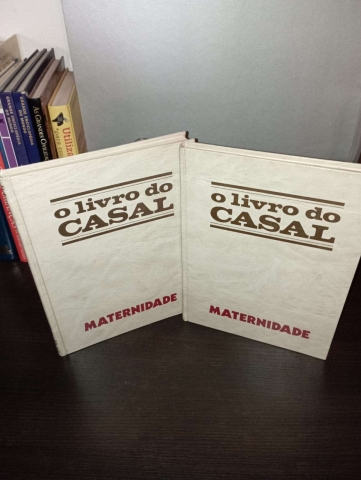 o livro do
CASAL
MATERNIDADE
o livro do
CASAL
MATERNIDADE